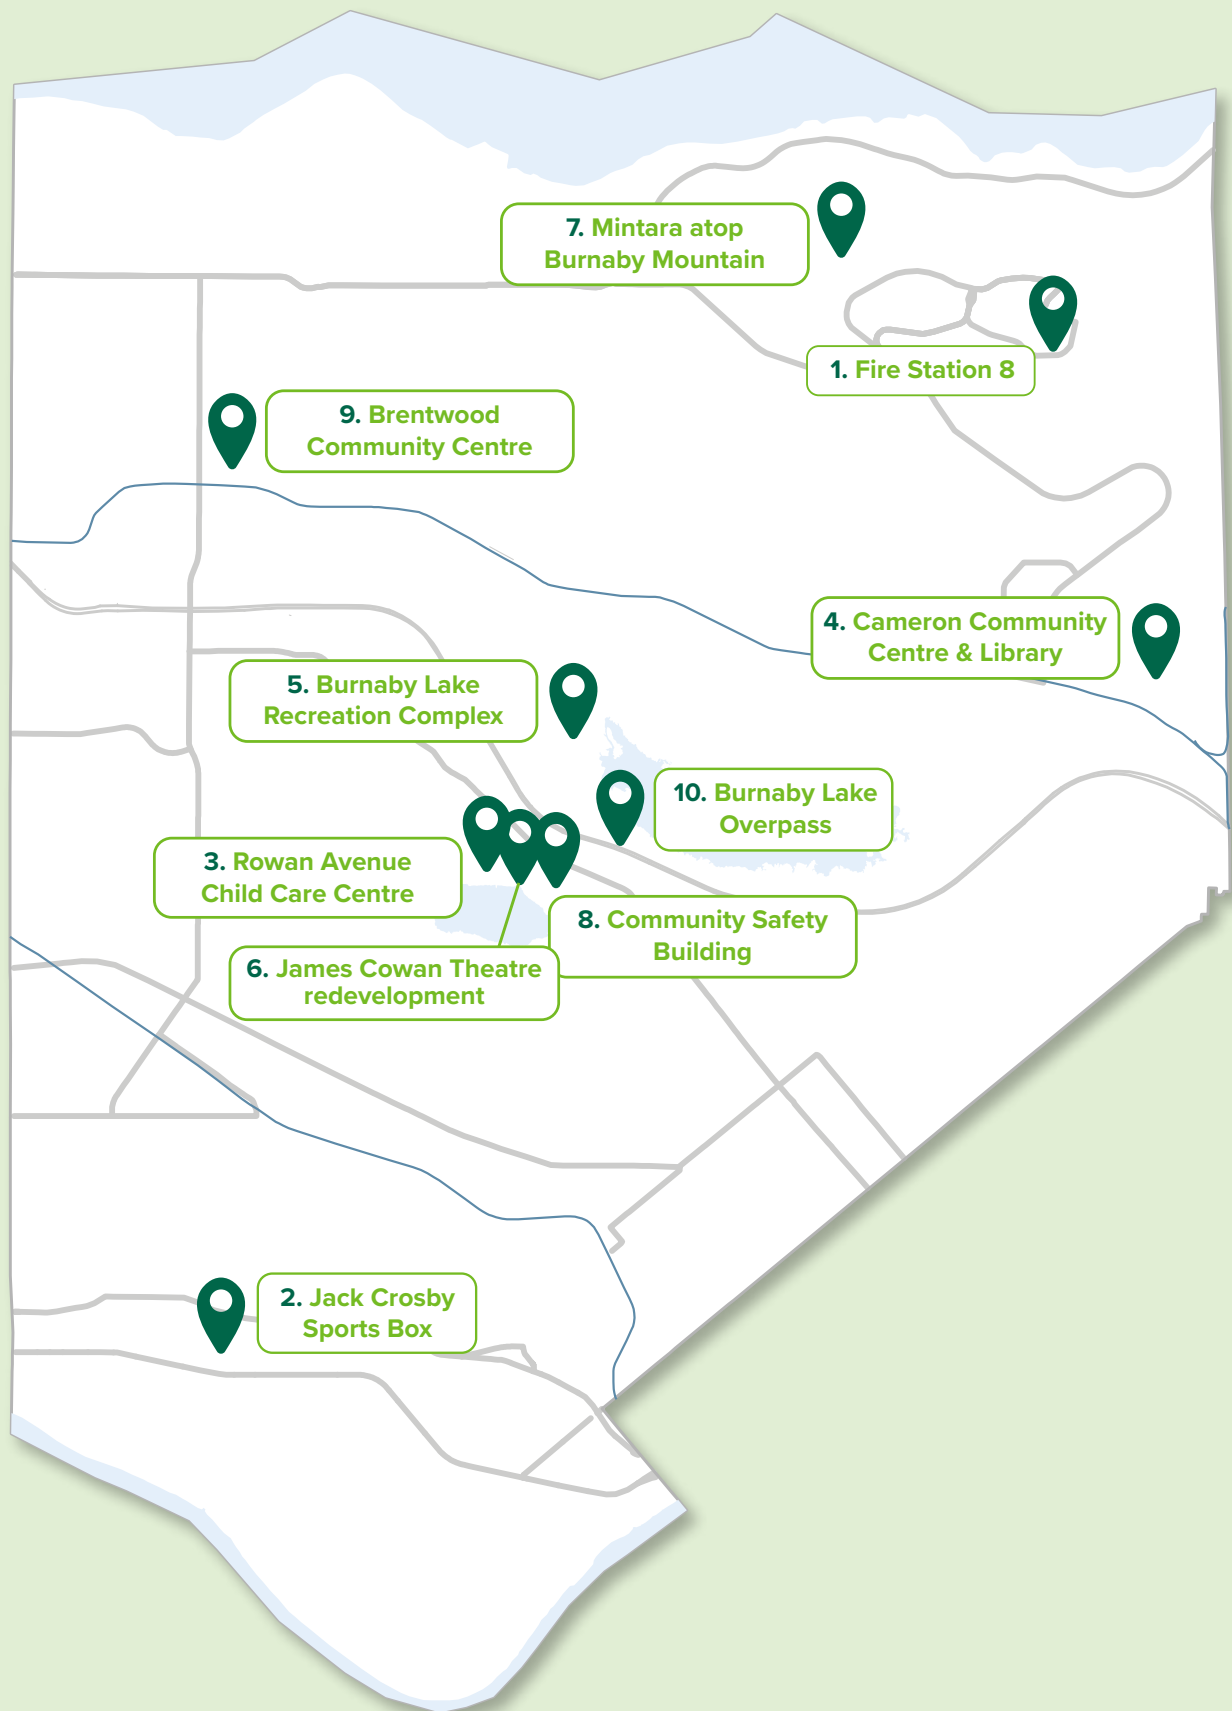 7. Mintara atop
Burnaby Mountain
1. Fire Station 8
9. Brentwood
Community Centre
4. Cameron Community
Centre & Library
5. Burnaby Lake
Recreation Complex
10. Burnaby Lake
Overpass
3. Rowan Avenue
Child Care Centre
8. Community Safety
Building
6. James Cowan Theatre
redevelopment
2. Jack Crosby
Sports Box